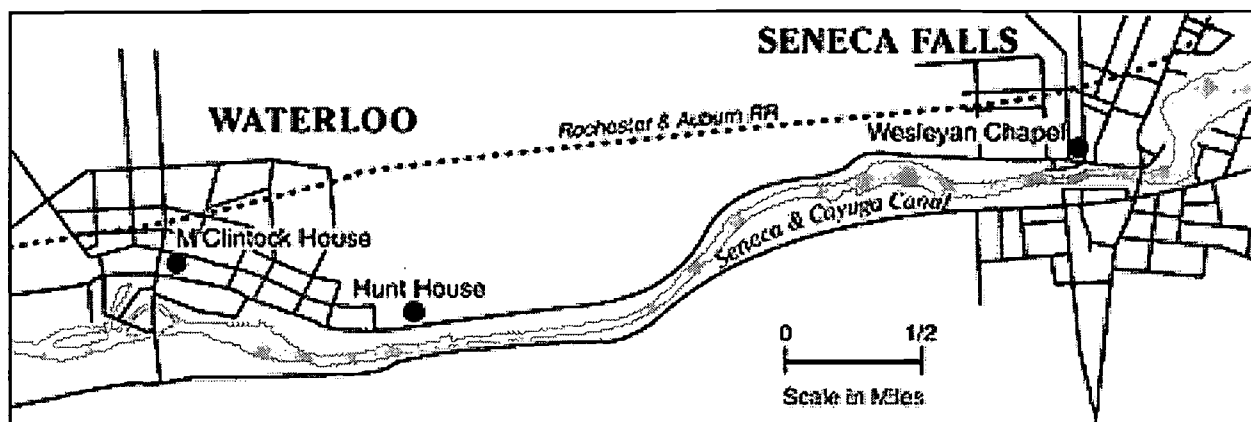 SENECA FALLS
WATERLOO
Rochester & Auburn RR
Wesleyan Chapel
Seneca & Cayuga Canal
M'Clintock House
Hunt House
0 1/2
Scale in Miles